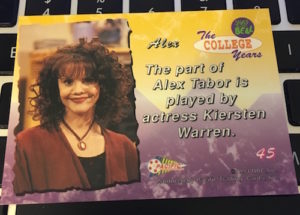 Alex
The
COLLEGE
Years
The part of
Alex Tabor is
played by
actress Kiersten
Warren.
45